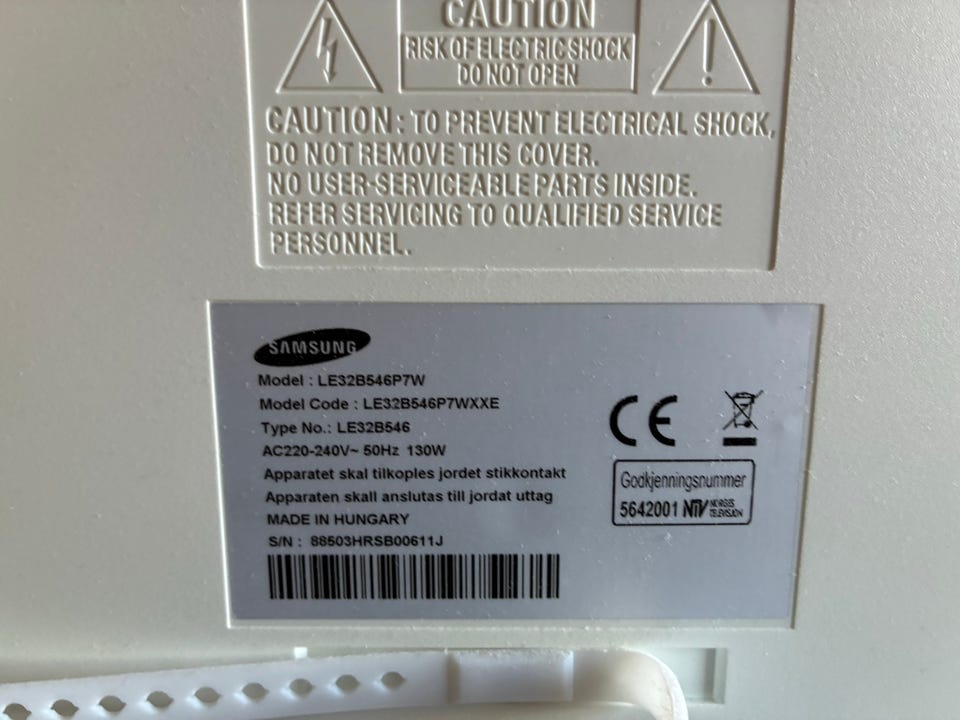 CAUTION
RISK OF ELECTRIC SHOCK
DO NOT OPEN
CAUTION : TO PREVENT ELECTRICAL SHOCK,
DO NOT REMOVE THIS COVER.
NO USER-SERVICEABLE PARTS INSIDE.
REFER SERVICING TO QUALIFIED SERVICE
PERSONNEL.
SAMSUNG
Model : LE32B546P7W
Model Code : LE32B546P7WXXE
Type No.: LE32B546
AC220-240V~ 50Hz 130W
Apparatet skal tilkoples jordet stikkontakt
Apparaten skall anslutas till jordat uttag
MADE IN HUNGARY
S/N : 88503HRSB00611J
CE
Godkjenningsnummer
5642001 NTV NORGES
TELEVISJON